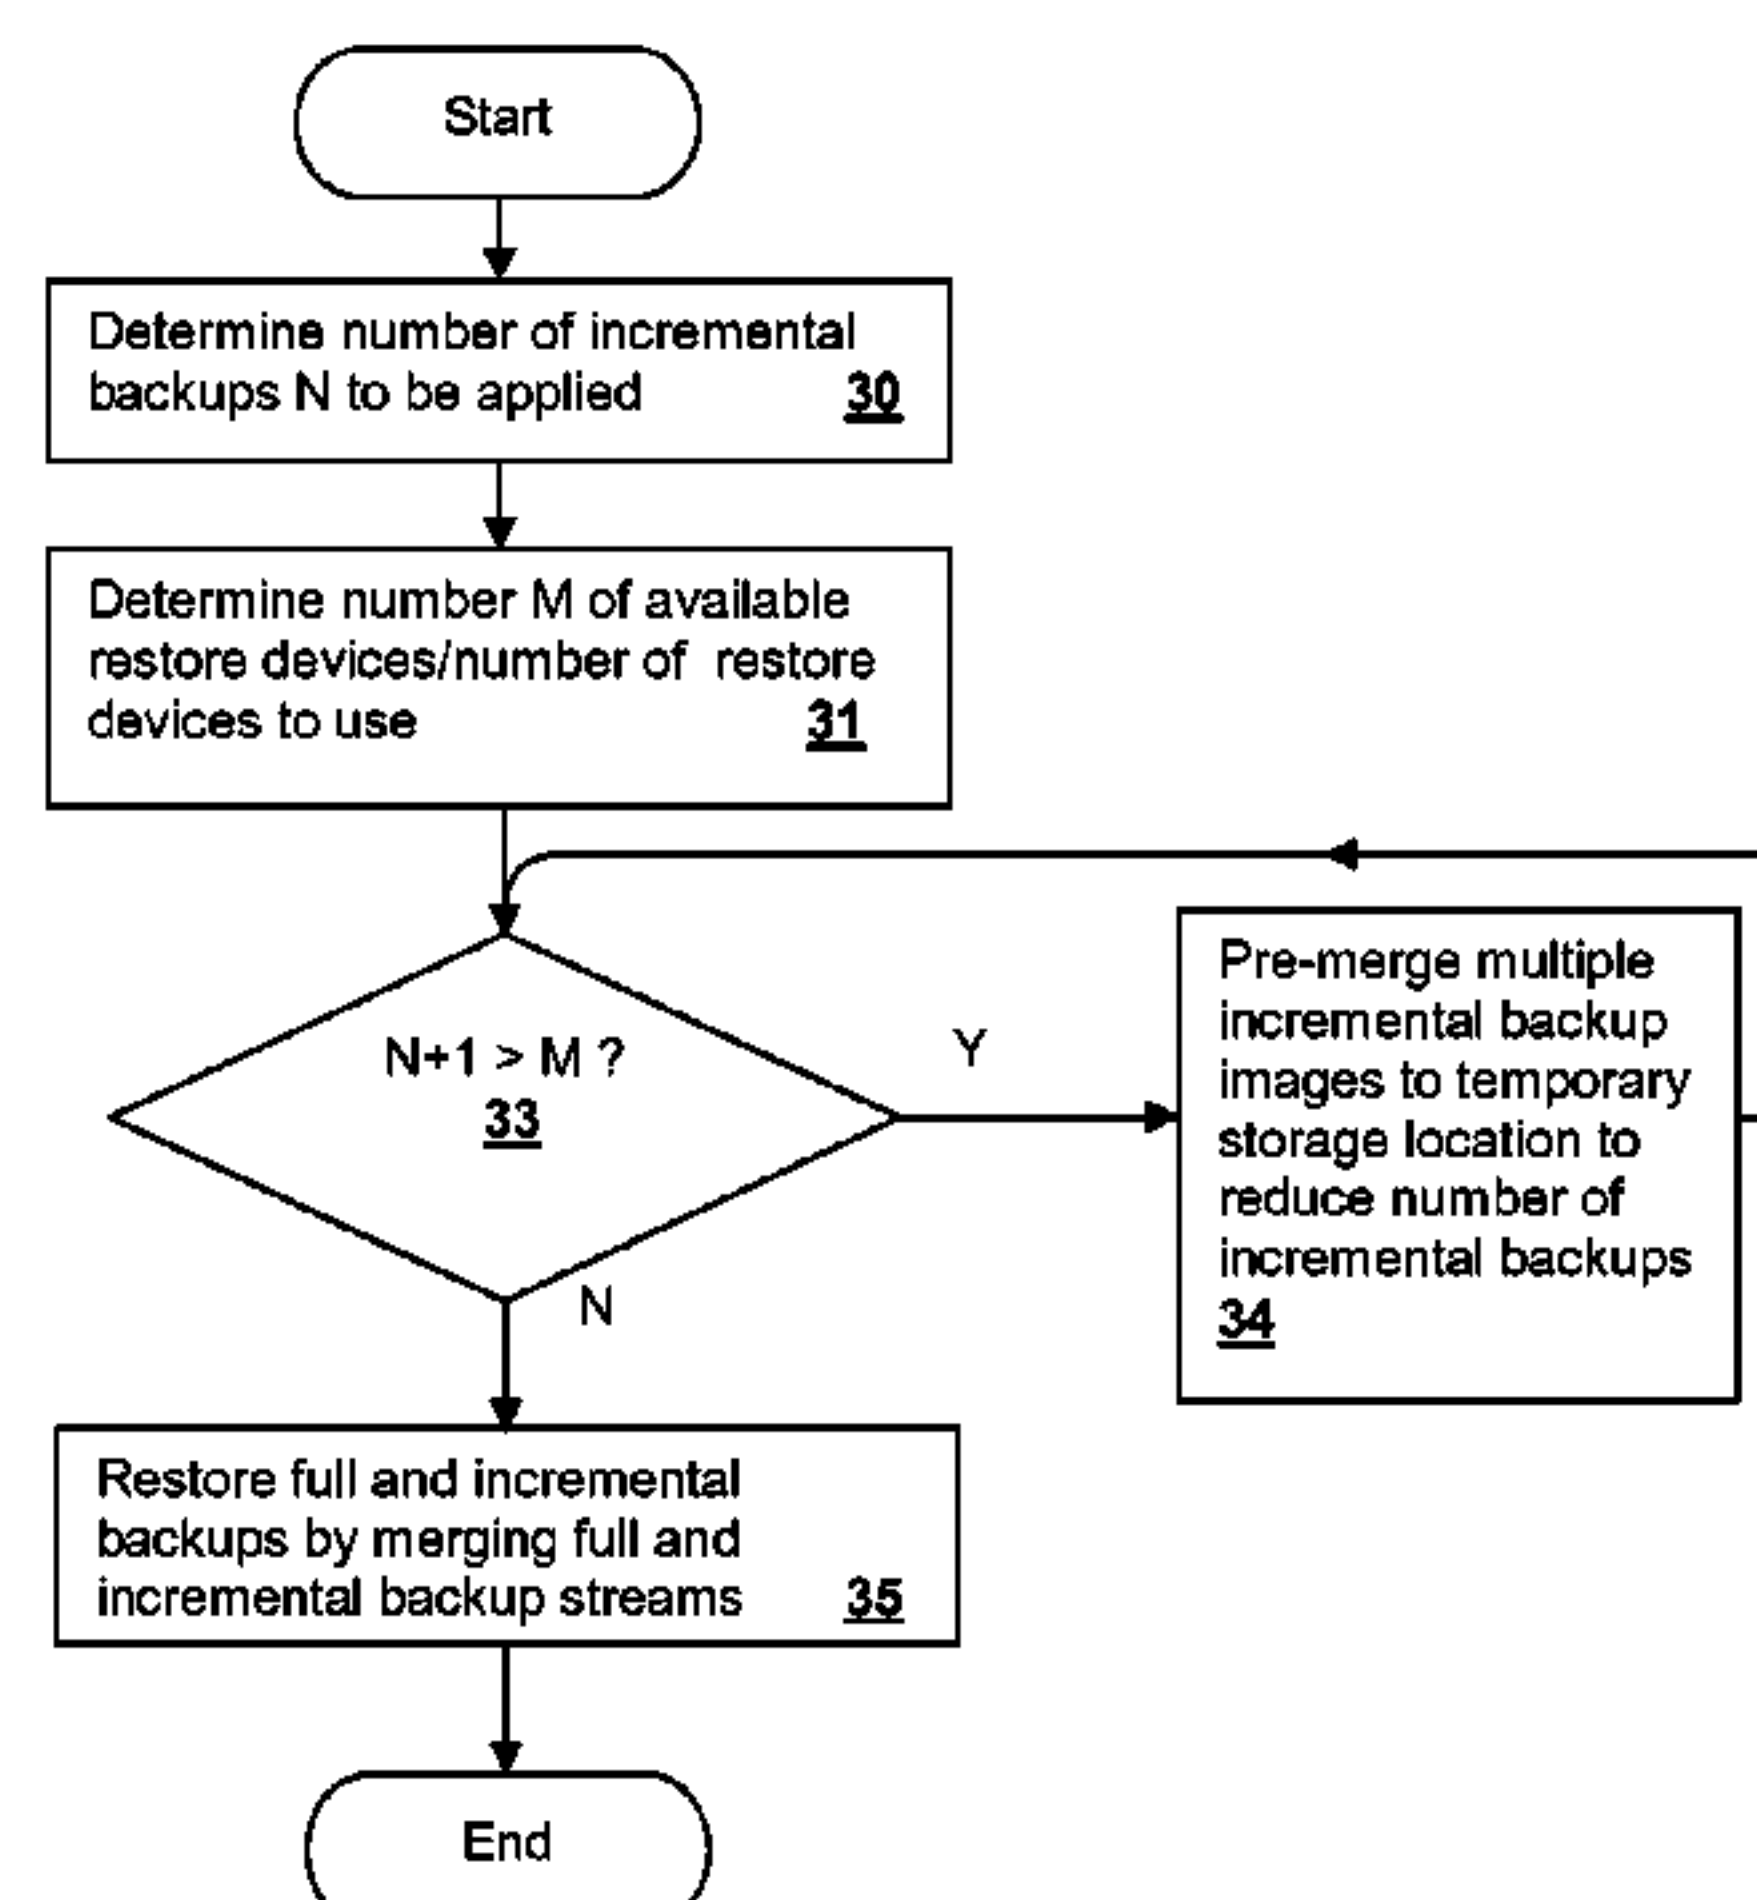 Start
Determine number of incremental
backups N to be applied 30
Determine number M of available
restore devices/number of restore
devices to use 31
N+1 > M ?
33
Y
Pre-merge multiple
incremental backup
images to temporary
storage location to
reduce number of
incremental backups
34
N
Restore full and incremental
backups by merging full and
incremental backup streams 35
End